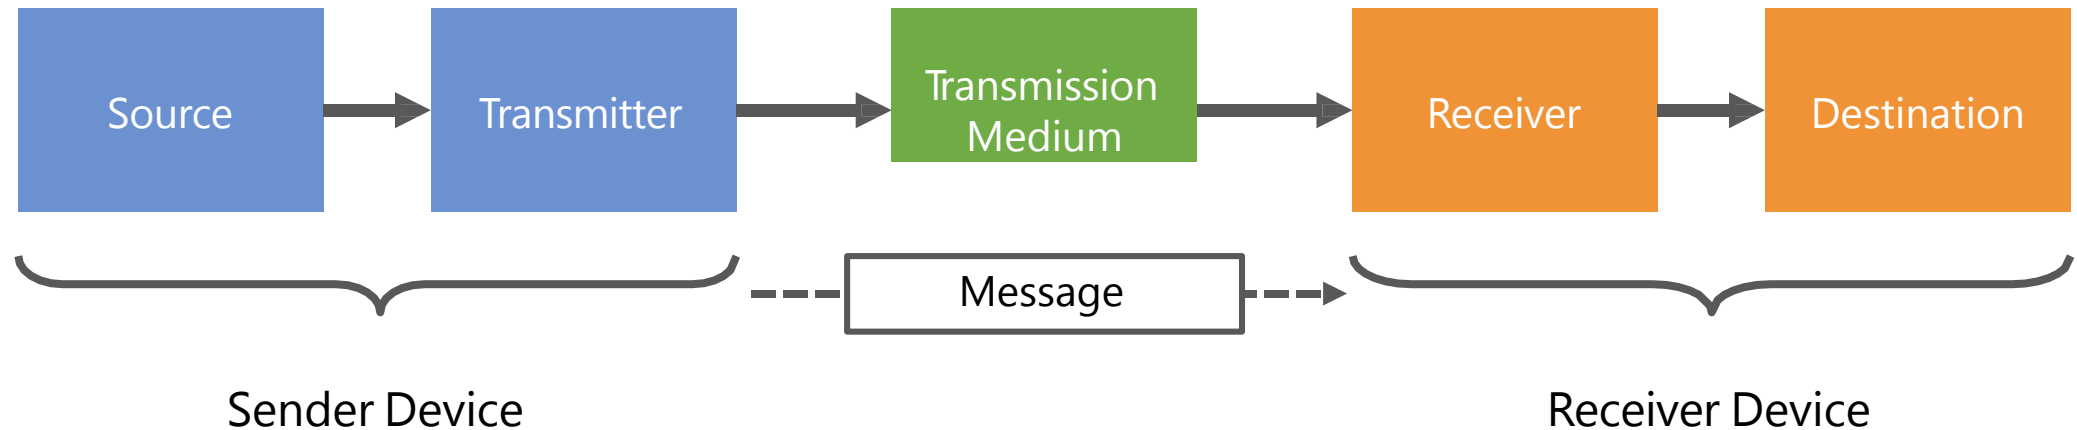 Source
Transmitter
Transmission
Medium
Receiver
Destination
Message
Sender Device
Receiver Device